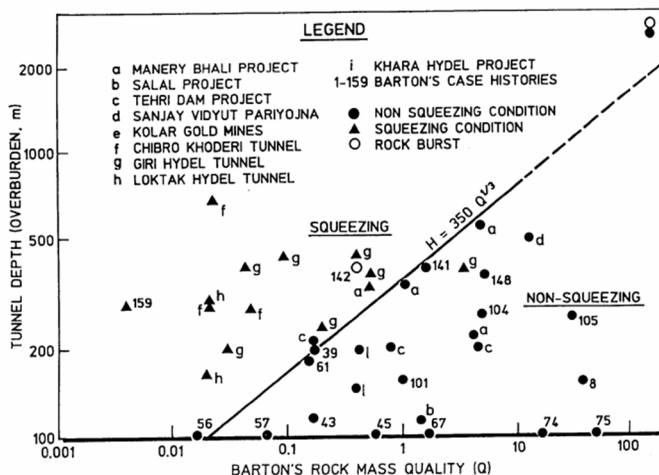 LEGEND
a MANERY BHALI PROJECT
b SALAL PROJECT
c TEHRI DAM PROJECT
d SANJAY VIDYUT PARIYOJNA
e KOLAR GOLD MINES
f CHIBRO KHODERI TUNNEL
g GIRI HYDEL TUNNEL
h LOKTAK HYDEL TUNNEL
i KHARA HYDEL PROJECT
1-159 BARTON'S CASE HISTORIES
NON SQUEEZING CONDITION
SQUEEZING CONDITION
ROCK BURST
TUNNEL DEPTH (OVERBURDEN, m)
2000
1000
500
200
100
H = 350 Q^1/3
SQUEEZING
NON-SQUEEZING
f
g
g
g
a
d
142
g
141
g
148
a
a
159
h
f
f
g
104
105
c
39
61
g
l
c
a
c
h
l
101
8
56
57
43
45
b
67
74
75
0.001
0.01
0.1
1
10
100
BARTON'S ROCK MASS QUALITY (Q)